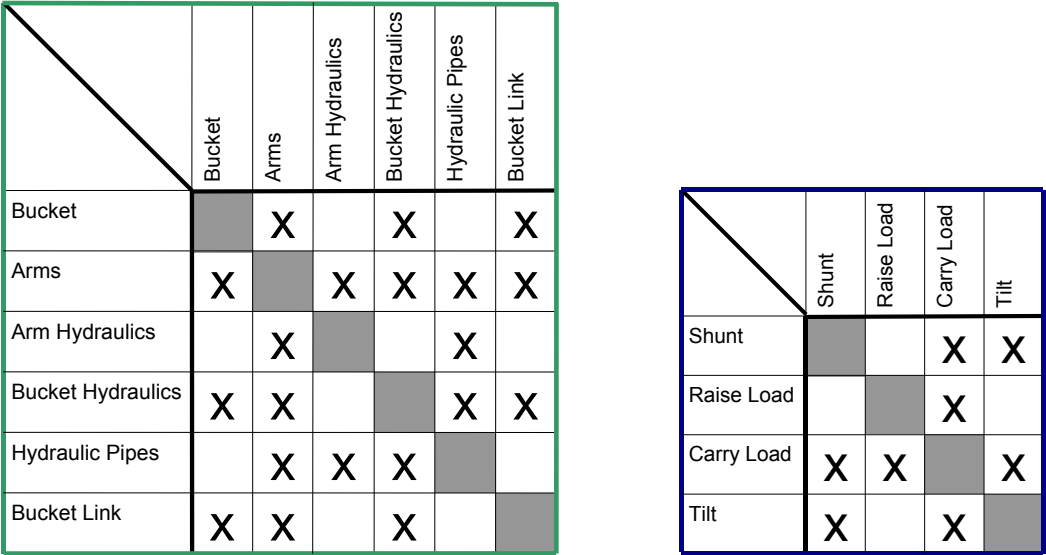 Bucket
Arms
Arm Hydraulics
Bucket Hydraulics
Hydraulic Pipes
Bucket Link
Bucket X X X
Arms X X X X X
Arm Hydraulics X X
Bucket Hydraulics X X X X
Hydraulic Pipes X X X
Bucket Link X X X
Shunt
Raise Load
Carry Load
Tilt
Shunt X X
Raise Load X
Carry Load X X X
Tilt X X